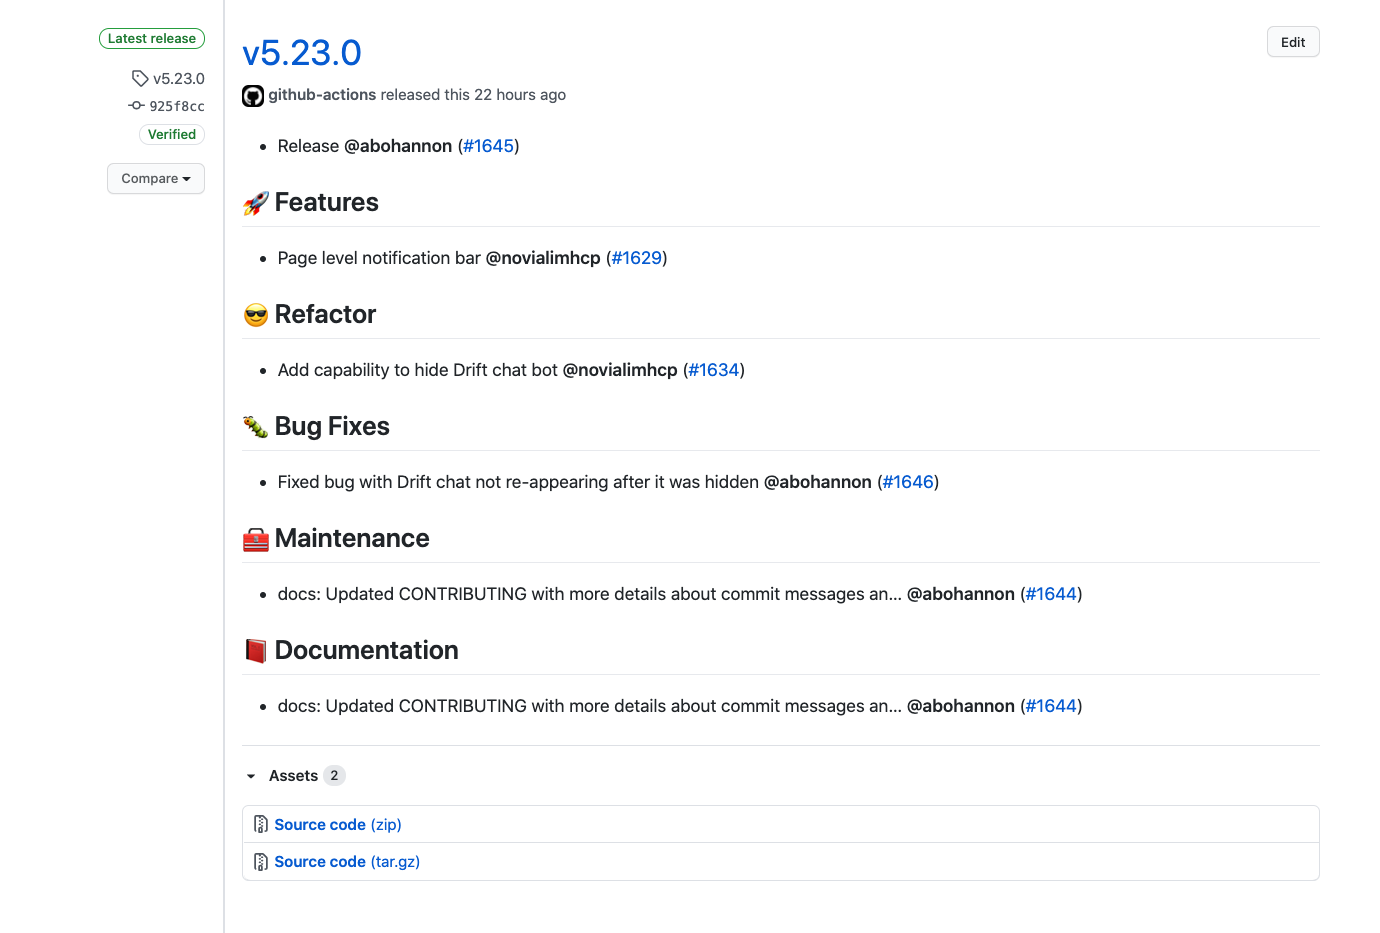 Latest release
v5.23.0
925f8cc
Verified
Compare
v5.23.0
Edit
github-actions released this 22 hours ago
Release @abohannon (#1645)
🚀 Features
Page level notification bar @novialimhcp (#1629)
😎 Refactor
Add capability to hide Drift chat bot @novialimhcp (#1634)
🐛 Bug Fixes
Fixed bug with Drift chat not re-appearing after it was hidden @abohannon (#1646)
🧰 Maintenance
docs: Updated CONTRIBUTING with more details about commit messages an... @abohannon (#1644)
📕 Documentation
docs: Updated CONTRIBUTING with more details about commit messages an... @abohannon (#1644)
Assets 2
Source code (zip)
Source code (tar.gz)